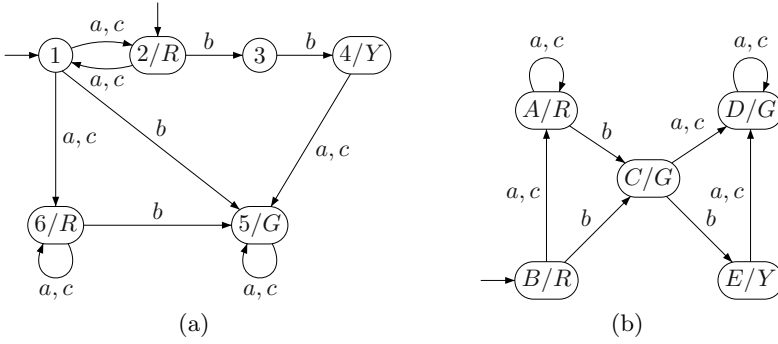 a, c
1
2/R
b
3
b
4/Y
a, c
a, c
b
a, c
6/R
b
5/G
a, c
a, c
(a)
a, c
a, c
A/R
D/G
b
a, c
C/G
a, c
b
b
a, c
B/R
E/Y
(b)